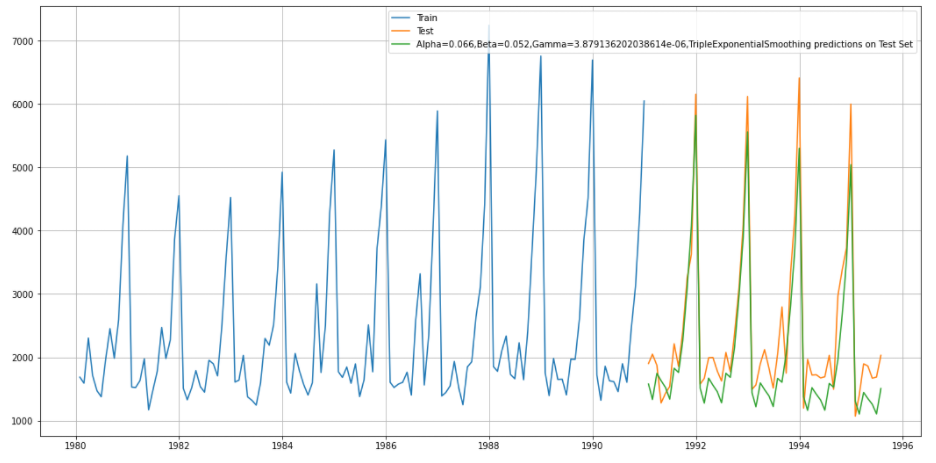 Train
Test
Alpha=0.066,Beta=0.052,Gamma=3.879136202038614e-06,TripleExponentialSmoothing predictions on Test Set
7000
6000
5000
4000
3000
2000
1000
1980 1982 1984 1986 1988 1990 1992 1994 1996